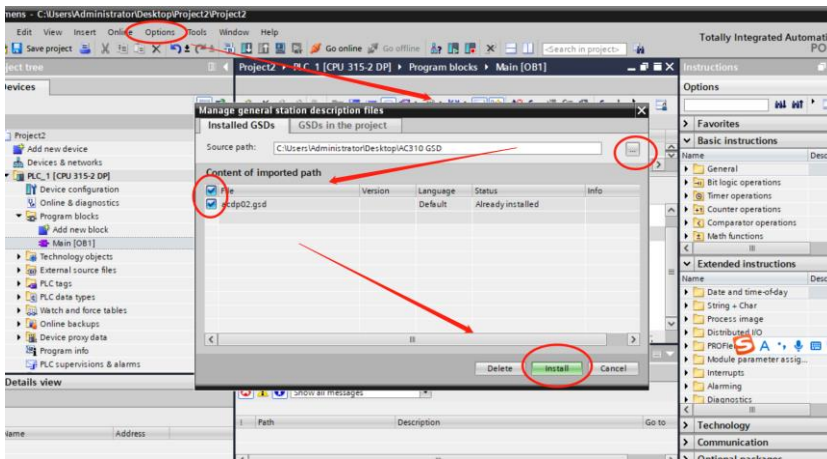 mens - C:\Users\Administrator\Desktop\Project2\Project2
Edit View Insert Online Options Tools Window Help
Save project Go online Go offline <Search in project>
Totally Integrated Automati
PO
ject tree
Project2 PLC_1 [CPU 315-2 DP] Program blocks Main [OB1]
Instructions
Devices
Options
Manage general station description files
Installed GSDs GSDs in the project
Source path: C:\Users\Administrator\Desktop\AC310 GSD ...
Content of imported path
File Version Language Status Info
acdp02.gsd Default Already installed
Delete Install Cancel
Project2
Add new device
Devices & networks
PLC_1 [CPU 315-2 DP]
Device configuration
Online & diagnostics
Program blocks
Add new block
Main [OB1]
Technology objects
External source files
PLC tags
PLC data types
Watch and force tables
Online backups
Device proxy data
Program info
PLC supervisions & alarms
Details view
Name Address
Show all messages
! Path Description Go to
Favorites
Basic instructions
Name Desc
General
Bit logic operations
Timer operations
Counter operations
Comparator operations
Math functions
Extended instructions
Name Desc
Date and time-of-day
String + Char
Process image
Distributed I/O
PROFIe
Module parameter assig...
Interrupts
Alarming
Diagnostics
Technology
Communication
Optional packages